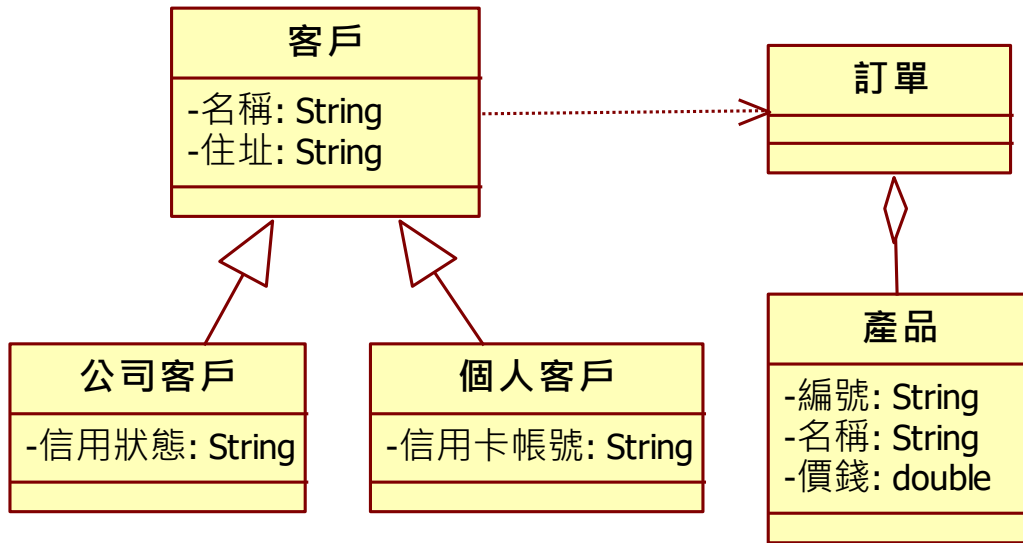 客戶
-名稱: String
-住址: String
訂單
公司客戶
-信用狀態: String
個人客戶
-信用卡帳號: String
產品
-編號: String
-名稱: String
-價錢: double